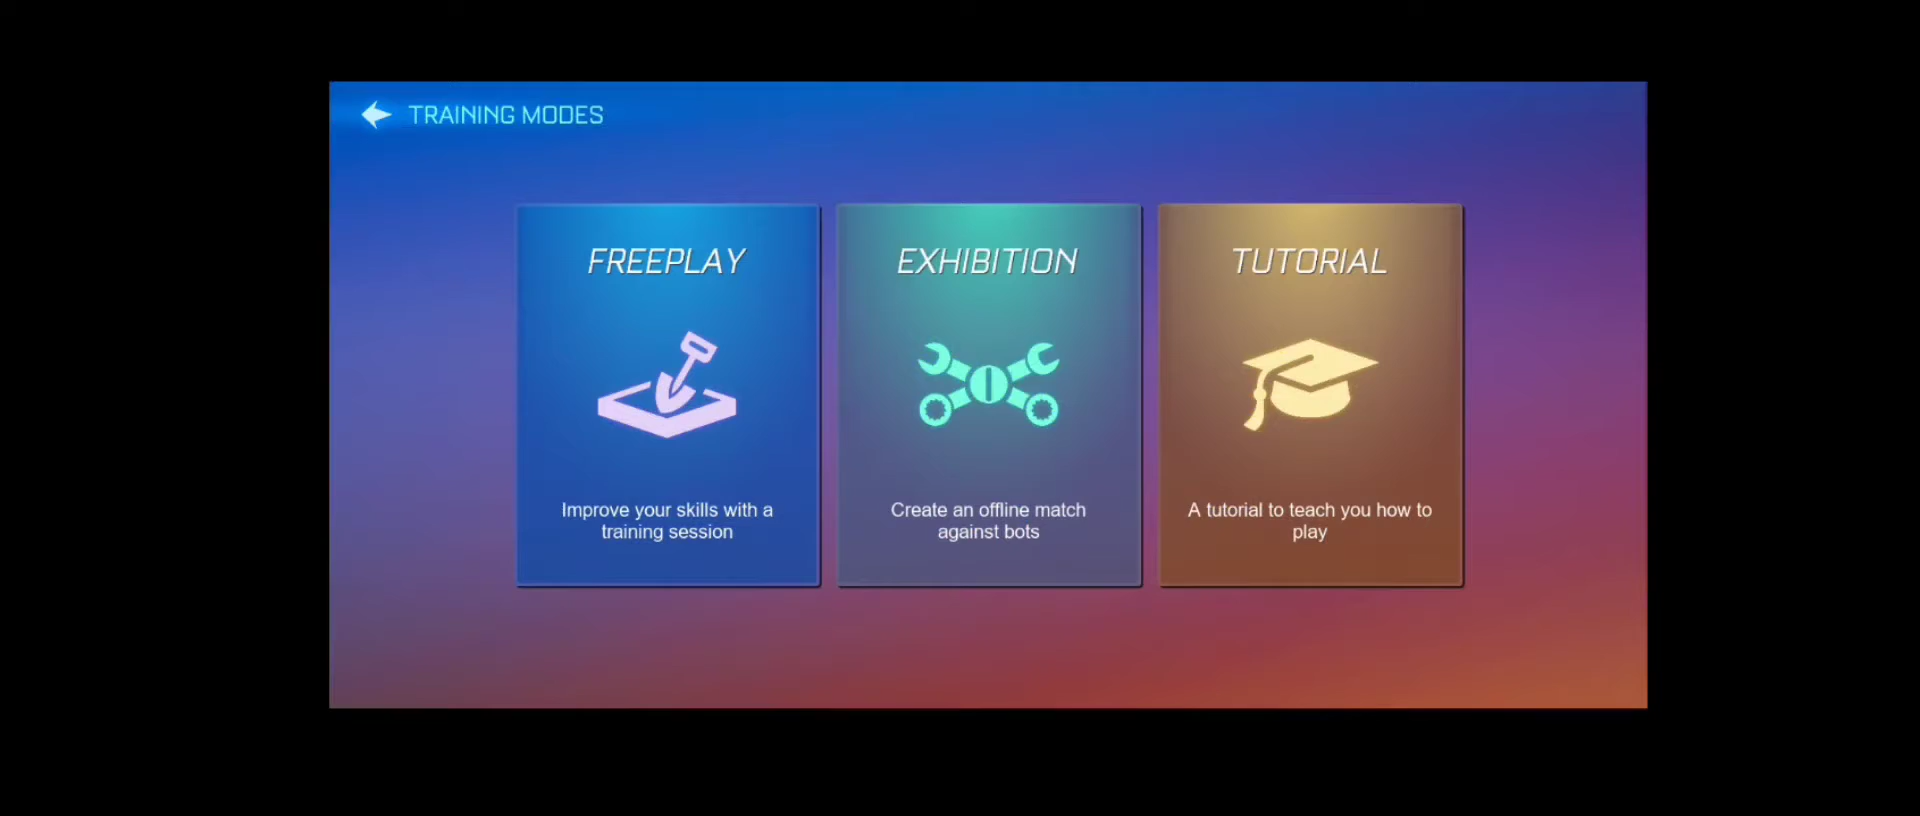 TRAINING MODES
FREEPLAY
Improve your skills with a
training session
EXHIBITION
Create an offline match
against bots
TUTORIAL
A tutorial to teach you how to
play